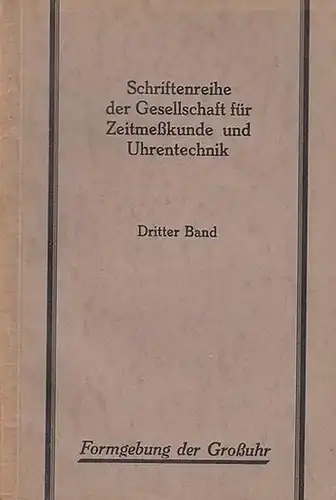 Schriftenreihe
der Gesellschaft für
Zeitmeßkunde und
Uhrentechnik
Dritter Band
Formgebung der Großuhr